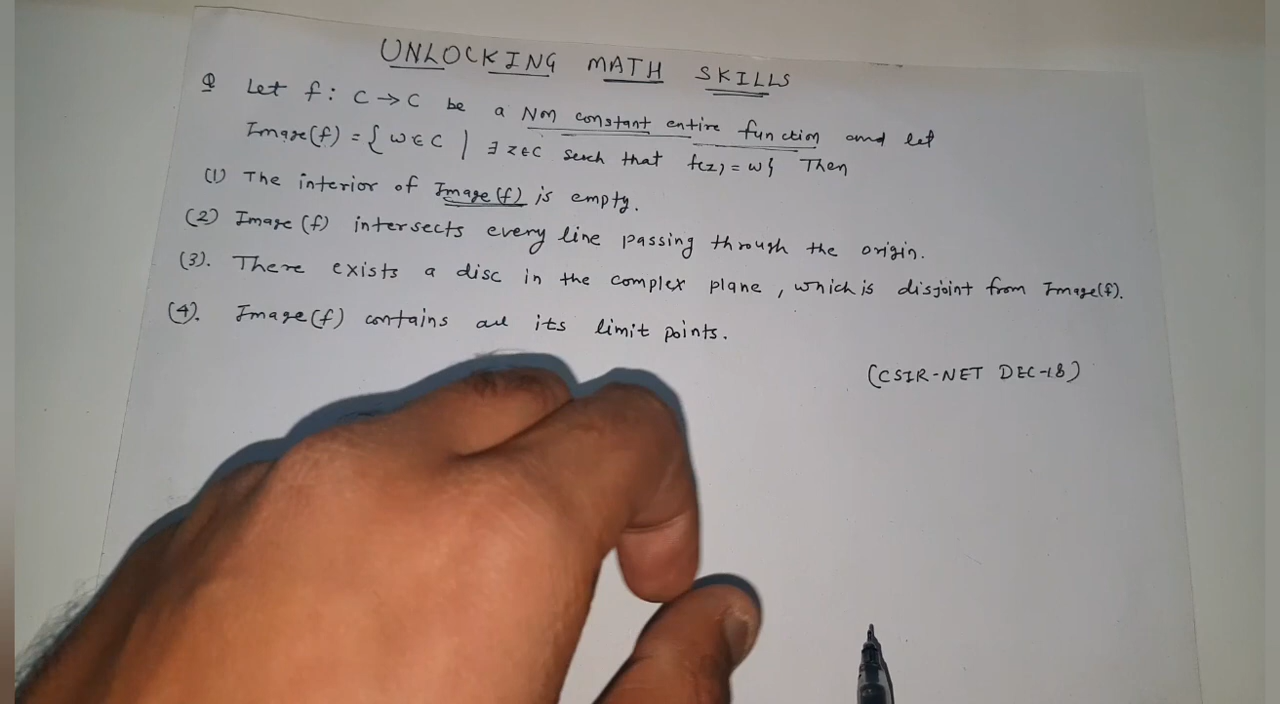 UNLOCKING MATH SKILLS
Q Let f: C → C be a Non constant entire function and let
Image(f) = { w ∈ C | ∃ z ∈ C such that f(z) = w} Then
(1) The interior of Image(f) is empty.
(2) Image (f) intersects every line passing through the origin.
(3). There exists a disc in the complex plane, which is disjoint from Image(f).
(4). Image(f) contains all its limit points.
(CSIR-NET DEC-18)